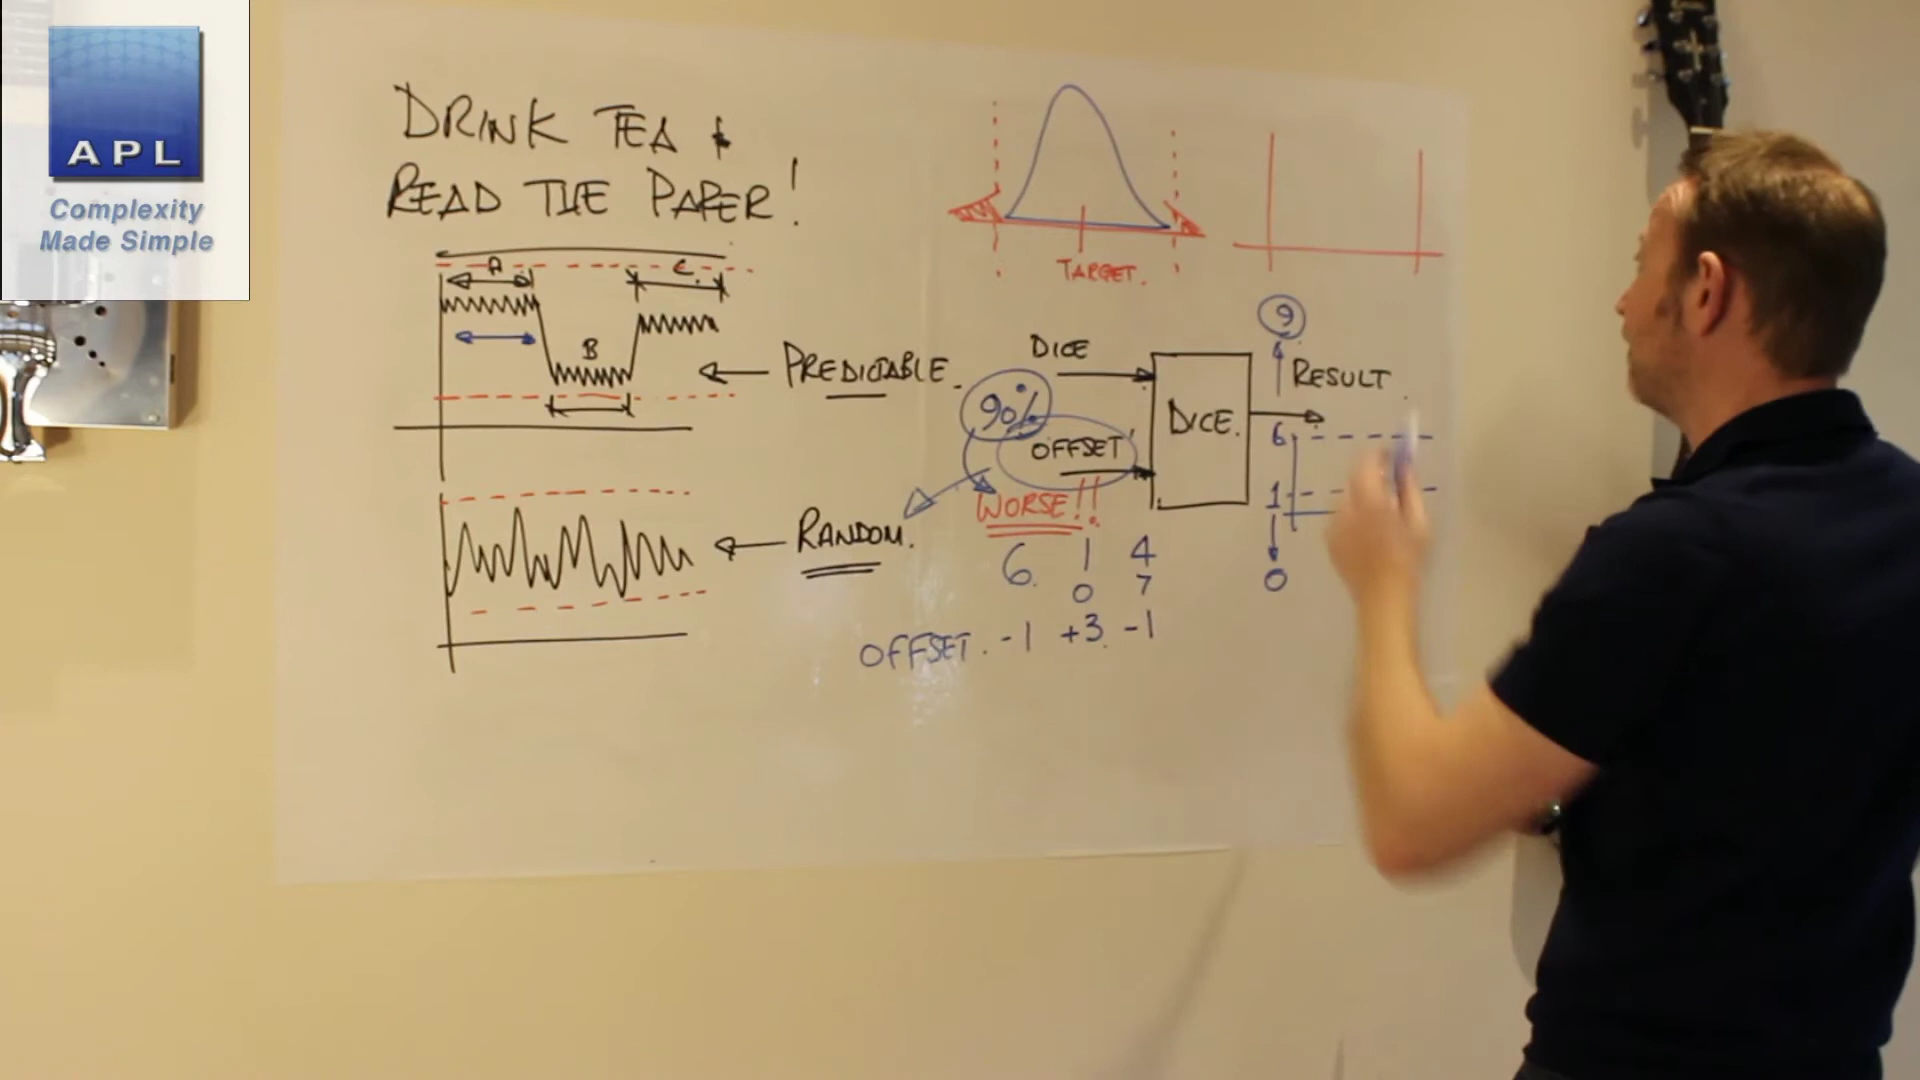 APL
Complexity
Made Simple
DRINK TEA &
READ THE PAPER!
A
C
B
PREDICTABLE.
RANDOM.
TARGET.
DICE
90%
OFFSET
WORSE!!
DICE.
9
RESULT
6
1
0
6. 1 4
0 7
OFFSET. -1 +3. -1